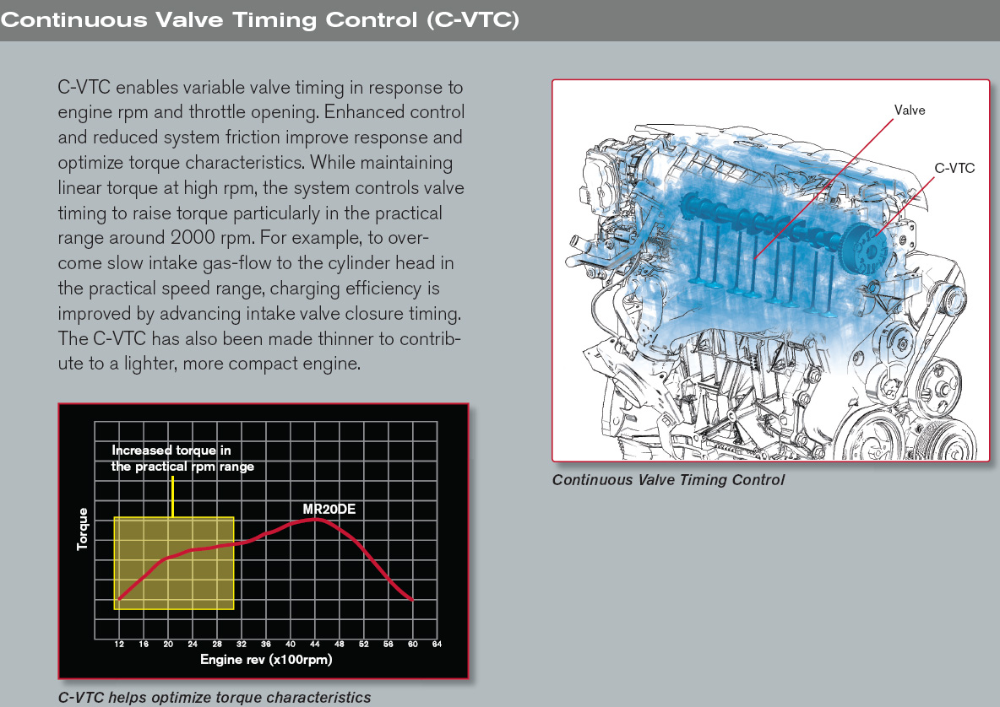 Continuous Valve Timing Control (C-VTC)
C-VTC enables variable valve timing in response to
engine rpm and throttle opening. Enhanced control
and reduced system friction improve response and
optimize torque characteristics. While maintaining
linear torque at high rpm, the system controls valve
timing to raise torque particularly in the practical
range around 2000 rpm. For example, to over-
come slow intake gas-flow to the cylinder head in
the practical speed range, charging efficiency is
improved by advancing intake valve closure timing.
The C-VTC has also been made thinner to contrib-
ute to a lighter, more compact engine.
Increased torque in
the practical rpm range
MR20DE
Torque
12 16 20 24 28 32 36 40 44 48 52 56 60 64
Engine rev (x100rpm)
C-VTC helps optimize torque characteristics
Valve
C-VTC
Continuous Valve Timing Control